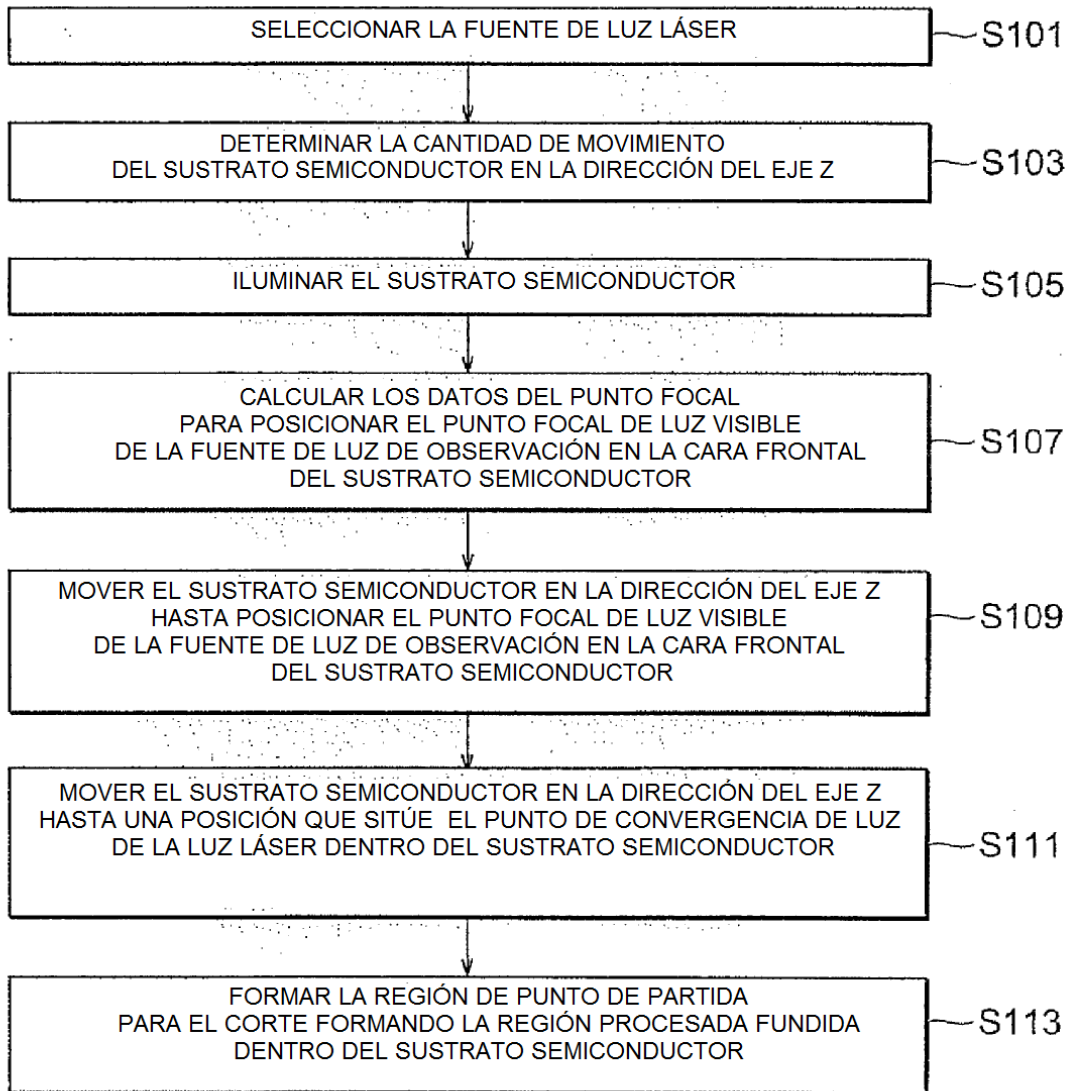 SELECCIONAR LA FUENTE DE LUZ LÁSER
S101
DETERMINAR LA CANTIDAD DE MOVIMIENTO
DEL SUSTRATO SEMICONDUCTOR EN LA DIRECCIÓN DEL EJE Z
S103
ILUMINAR EL SUSTRATO SEMICONDUCTOR
S105
CALCULAR LOS DATOS DEL PUNTO FOCAL
PARA POSICIONAR EL PUNTO FOCAL DE LUZ VISIBLE
DE LA FUENTE DE LUZ DE OBSERVACIÓN EN LA CARA FRONTAL
DEL SUSTRATO SEMICONDUCTOR
S107
MOVER EL SUSTRATO SEMICONDUCTOR EN LA DIRECCIÓN DEL EJE Z
HASTA POSICIONAR EL PUNTO FOCAL DE LUZ VISIBLE
DE LA FUENTE DE LUZ DE OBSERVACIÓN EN LA CARA FRONTAL
DEL SUSTRATO SEMICONDUCTOR
S109
MOVER EL SUSTRATO SEMICONDUCTOR EN LA DIRECCIÓN DEL EJE Z
HASTA UNA POSICIÓN QUE SITÚE EL PUNTO DE CONVERGENCIA DE LUZ
DE LA LUZ LÁSER DENTRO DEL SUSTRATO SEMICONDUCTOR
S111
FORMAR LA REGIÓN DE PUNTO DE PARTIDA
PARA EL CORTE FORMANDO LA REGIÓN PROCESADA FUNDIDA
DENTRO DEL SUSTRATO SEMICONDUCTOR
S113